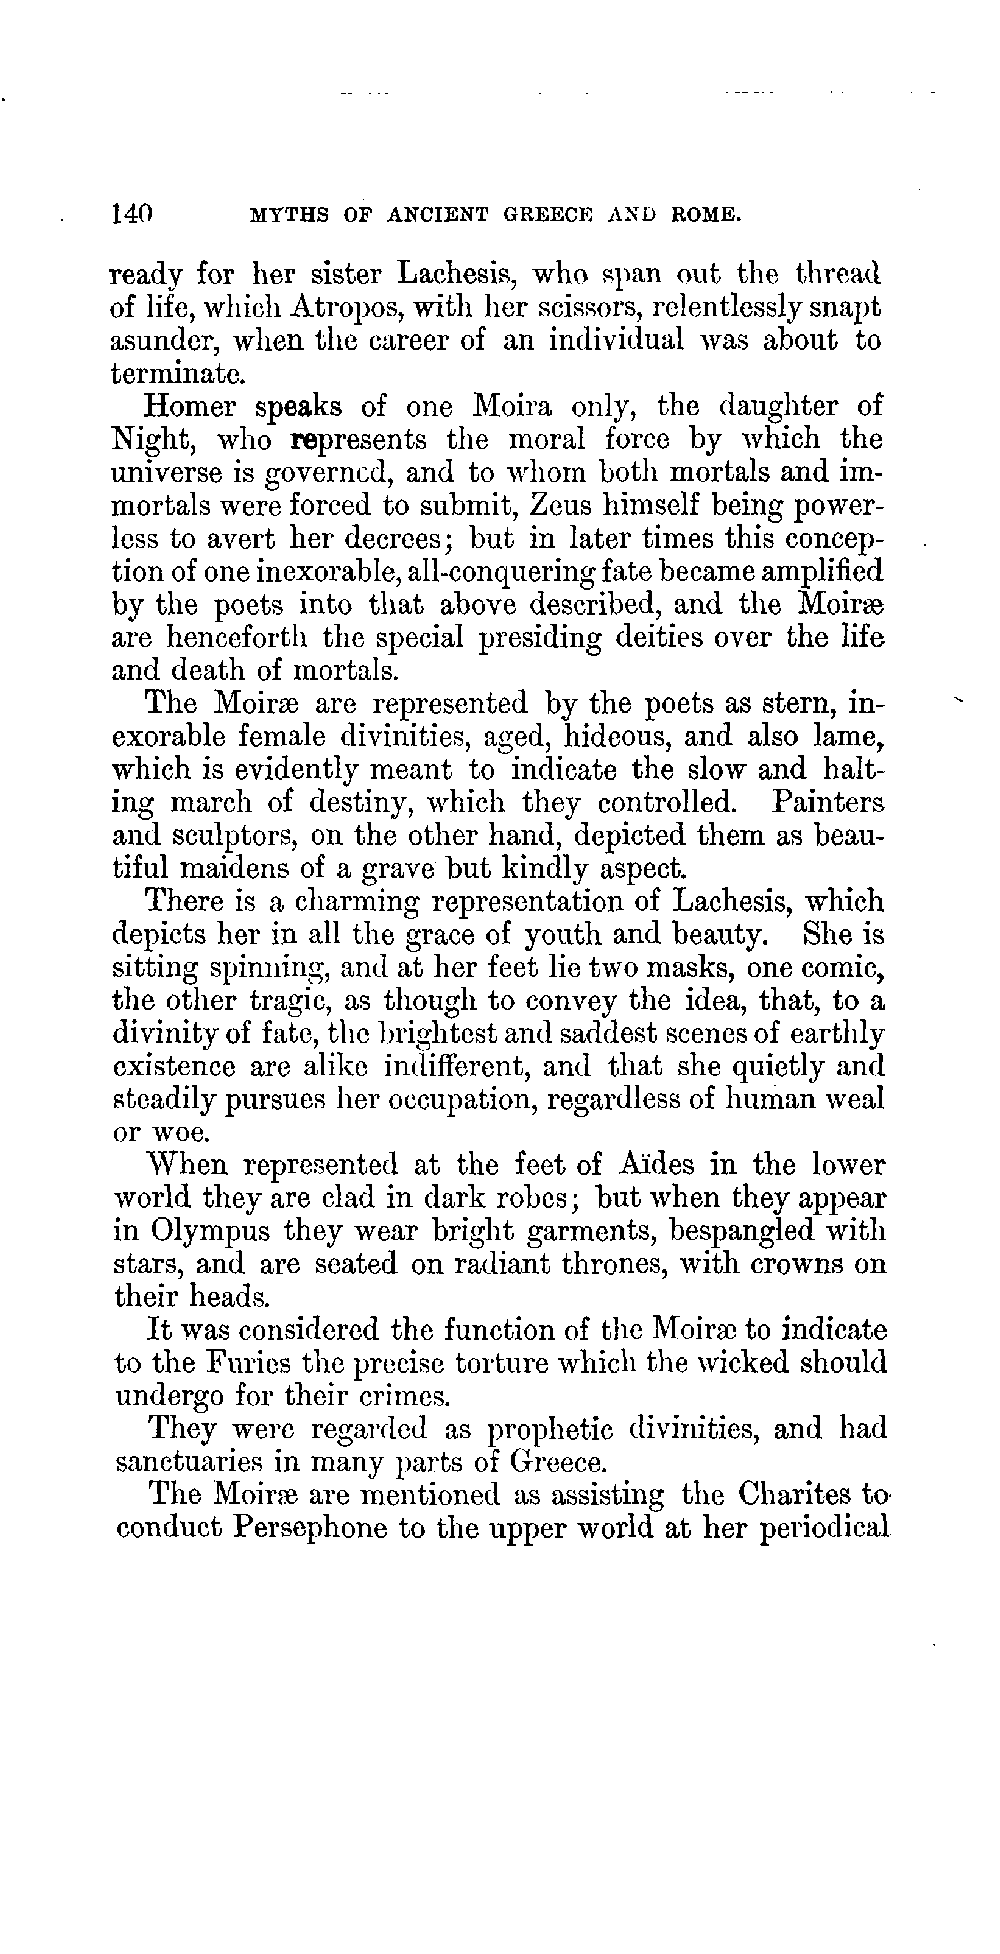 140 MYTHS OF ANCIENT GREECE AND ROME.
ready for her sister Lachesis, who span out the thread
of life, which Atropos, with her scissors, relentlessly snapt
asunder, when the career of an individual was about to
terminate.
Homer speaks of one Moira only, the daughter of
Night, who represents the moral force by which the
universe is governed, and to whom both mortals and im-
mortals were forced to submit, Zeus himself being power-
less to avert her decrees; but in later times this concep-
tion of one inexorable, all-conquering fate became amplified
by the poets into that above described, and the Moiræ
are henceforth the special presiding deities over the life
and death of mortals.
The Moiræ are represented by the poets as stern, in-
exorable female divinities, aged, hideous, and also lame,
which is evidently meant to indicate the slow and halt-
ing march of destiny, which they controlled. Painters
and sculptors, on the other hand, depicted them as beau-
tiful maidens of a grave but kindly aspect.
There is a charming representation of Lachesis, which
depicts her in all the grace of youth and beauty. She is
sitting spinning, and at her feet lie two masks, one comic,
the other tragic, as though to convey the idea, that, to a
divinity of fate, the brightest and saddest scenes of earthly
existence are alike indifferent, and that she quietly and
steadily pursues her occupation, regardless of human weal
or woe.
When represented at the feet of Aïdes in the lower
world they are clad in dark robes; but when they appear
in Olympus they wear bright garments, bespangled with
stars, and are seated on radiant thrones, with crowns on
their heads.
It was considered the function of the Moiræ to indicate
to the Furies the precise torture which the wicked should
undergo for their crimes.
They were regarded as prophetic divinities, and had
sanctuaries in many parts of Greece.
The Moiræ are mentioned as assisting the Charites to
conduct Persephone to the upper world at her periodical